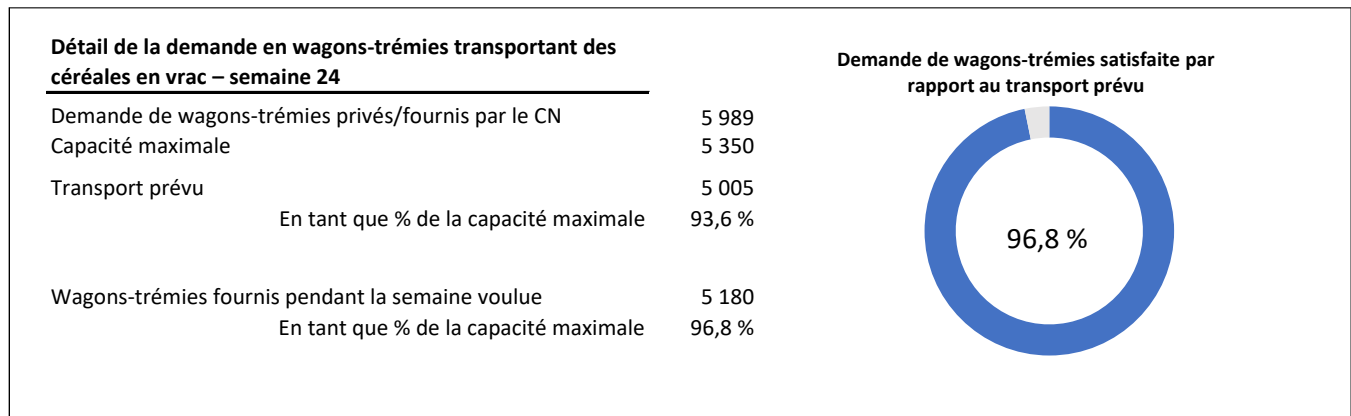 Détail de la demande en wagons-trémies transportant des
céréales en vrac – semaine 24
Demande de wagons-trémies privés/fournis par le CN 5 989
Capacité maximale 5 350
Transport prévu 5 005
En tant que % de la capacité maximale 93,6 %
Wagons-trémies fournis pendant la semaine voulue 5 180
En tant que % de la capacité maximale 96,8 %
Demande de wagons-trémies satisfaite par
rapport au transport prévu
96,8 %